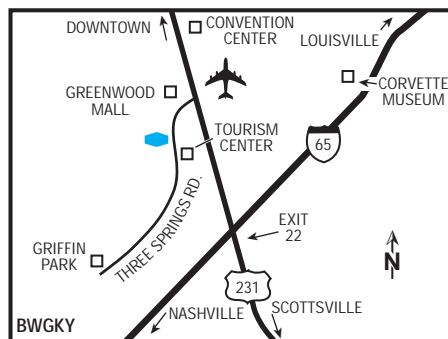 DOWNTOWN
CONVENTION
CENTER
LOUISVILLE
GREENWOOD
MALL
CORVETTE
MUSEUM
TOURISM
CENTER
65
THREE SPRINGS RD.
EXIT
22
GRIFFIN
PARK
N
231
NASHVILLE
SCOTTSVILLE
BWGKY